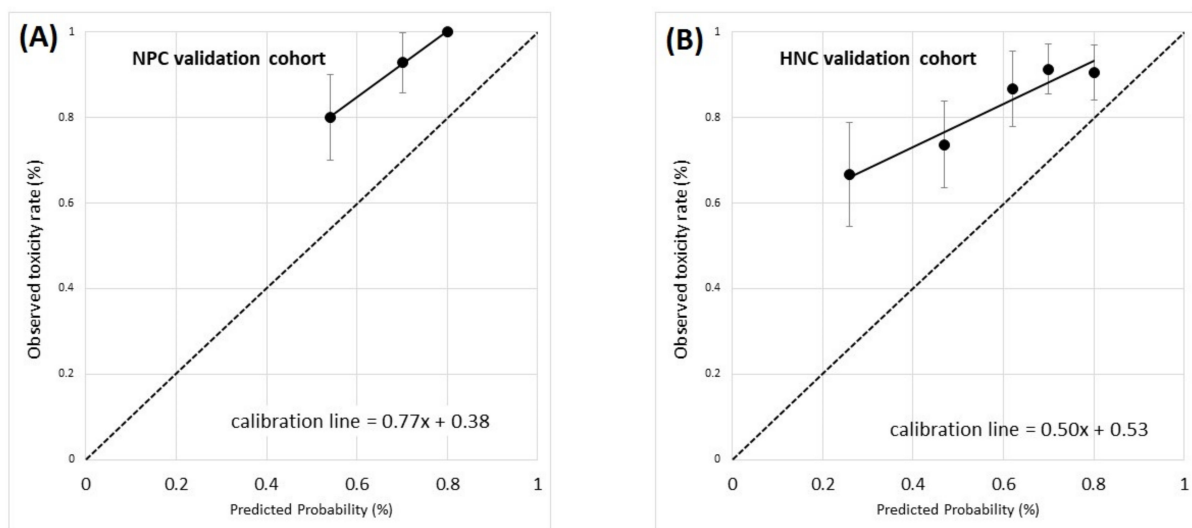 (A)
NPC validation cohort
Observed toxicity rate (%)
1
0.8
0.6
0.4
0.2
0
calibration line = 0.77x + 0.38
0 0.2 0.4 0.6 0.8 1
Predicted Probability (%)
(B)
HNC validation cohort
Observed toxicity rate (%)
1
0.8
0.6
0.4
0.2
0
calibration line = 0.50x + 0.53
0 0.2 0.4 0.6 0.8 1
Predicted Probability (%)